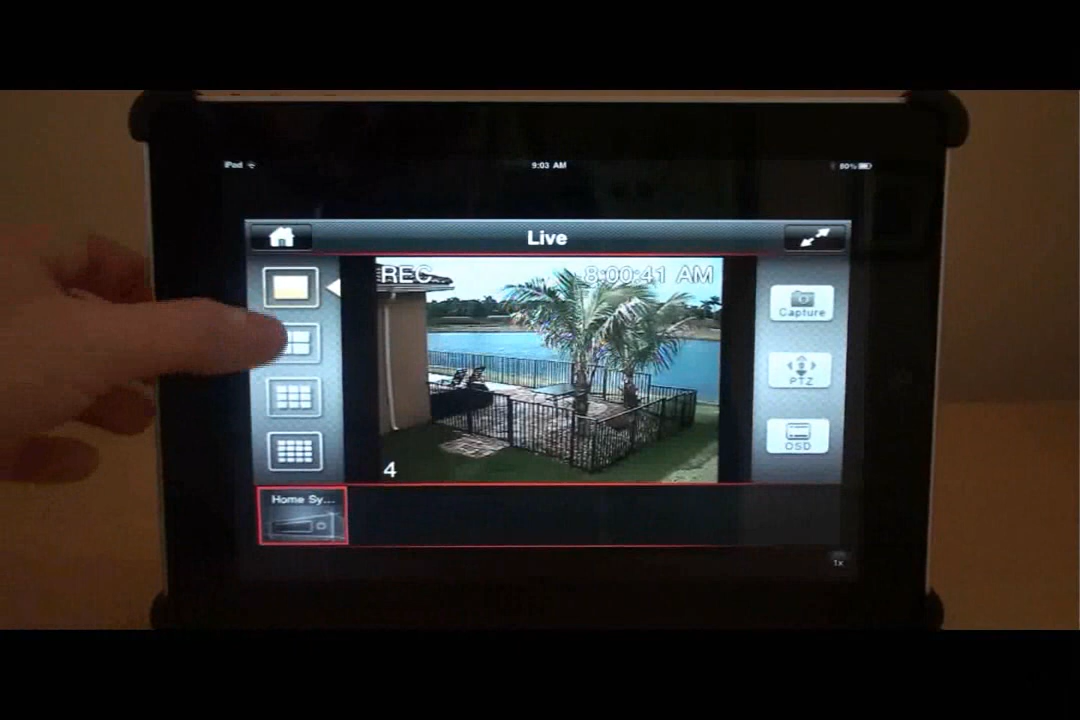 iPod 9:03 AM 80%
Live
REC 8:00:41 AM
Capture
PTZ
OSD
4
Home Sy...
1x